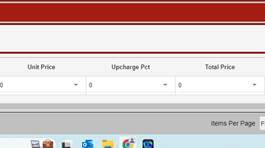 Unit Price Upcharge Pct Total Price
0 0 0
Items Per Page